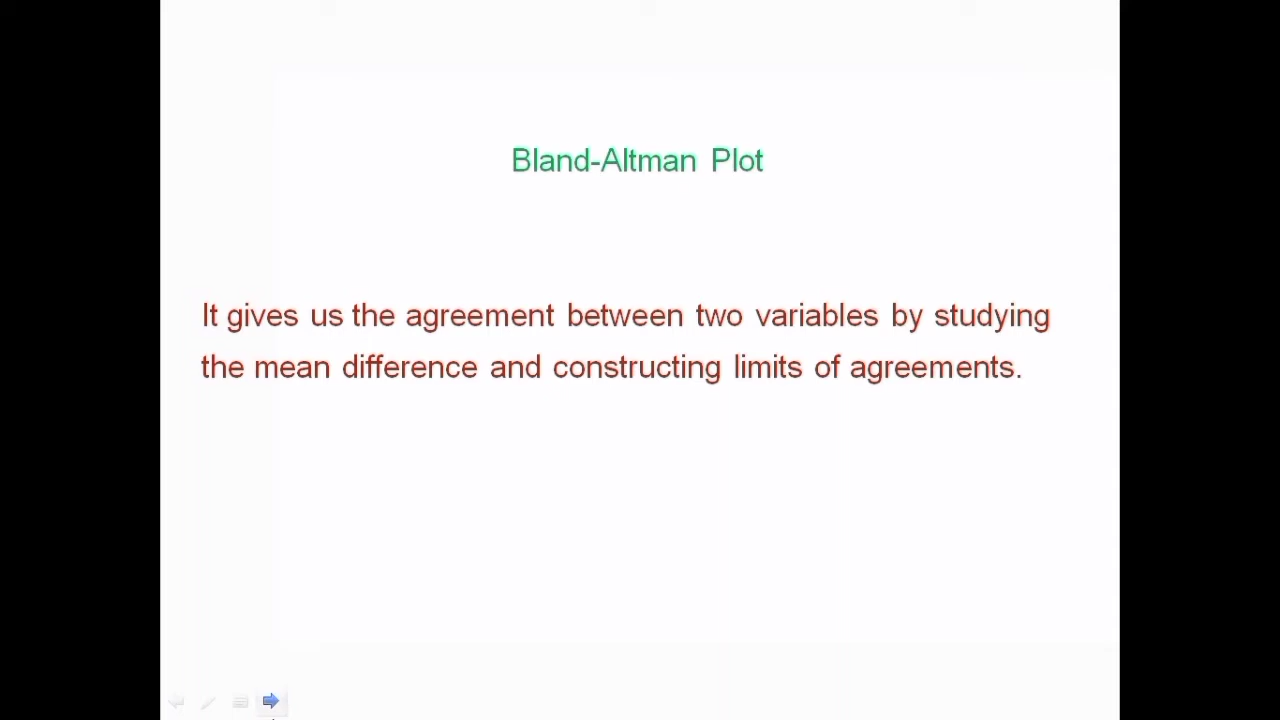 Bland-Altman Plot
It gives us the agreement between two variables by studying
the mean difference and constructing limits of agreements.